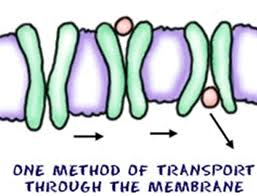 ONE METHOD OF TRANSPORT
THROUGH THE MEMBRANE